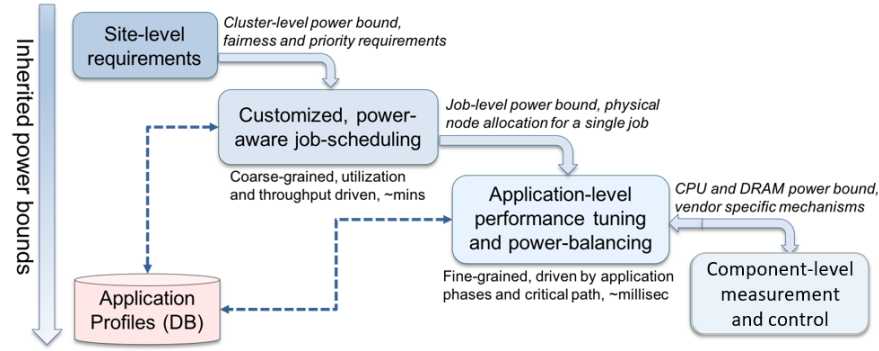 Inherited power bounds
Site-level
requirements
Cluster-level power bound,
fairness and priority requirements
Customized, power-
aware job-scheduling
Job-level power bound, physical
node allocation for a single job
Coarse-grained, utilization
and throughput driven, ~mins
Application-level
performance tuning
and power-balancing
CPU and DRAM power bound,
vendor specific mechanisms
Fine-grained, driven by application
phases and critical path, ~millisec
Component-level
measurement
and control
Application
Profiles (DB)